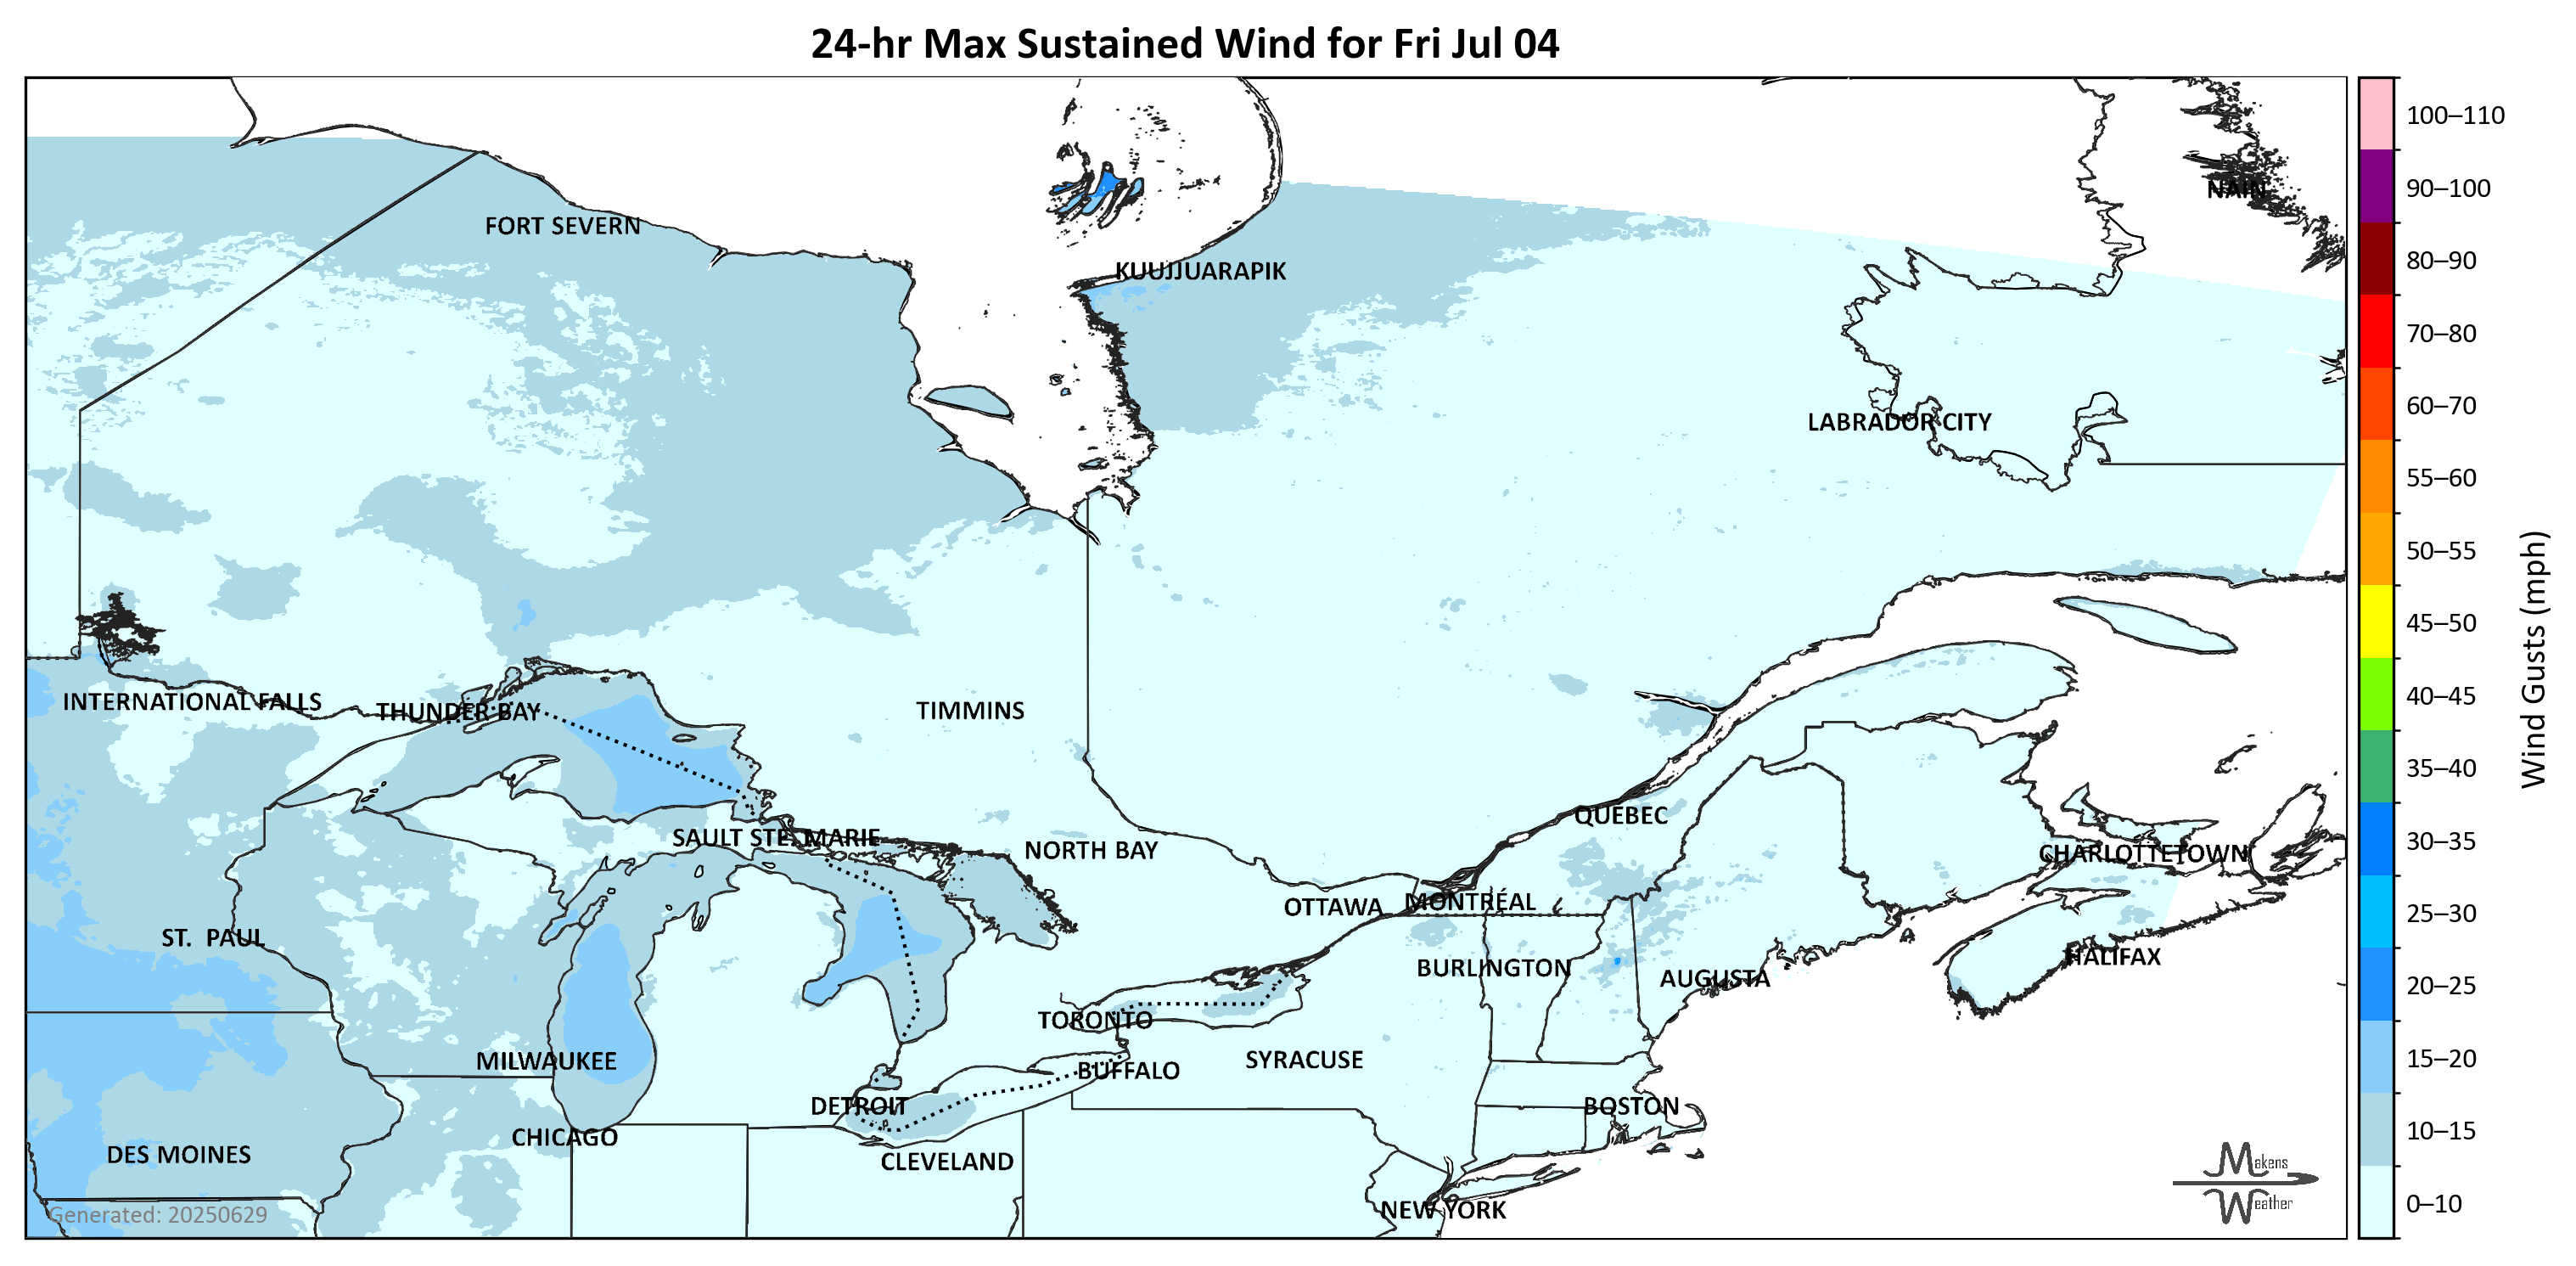 24-hr Max Sustained Wind for Fri Jul 04
100–110
NAIN
90–100
FORT SEVERN
80–90
KUUJJUARAPIK
70–80
60–70
LABRADOR CITY
55–60
50–55
45–50
Wind Gusts (mph)
INTERNATIONAL FALLS
THUNDER BAY
TIMMINS
40–45
35–40
QUEBEC
SAULT STE. MARIE
NORTH BAY
CHARLOTTETOWN
30–35
OTTAWA
MONTRÉAL
25–30
ST. PAUL
BURLINGTON
AUGUSTA
HALIFAX
20–25
TORONTO
MILWAUKEE
BUFFALO
SYRACUSE
15–20
DETROIT
BOSTON
CHICAGO
10–15
DES MOINES
CLEVELAND
Makens
Weather
Generated: 20250629
NEW YORK
0–10